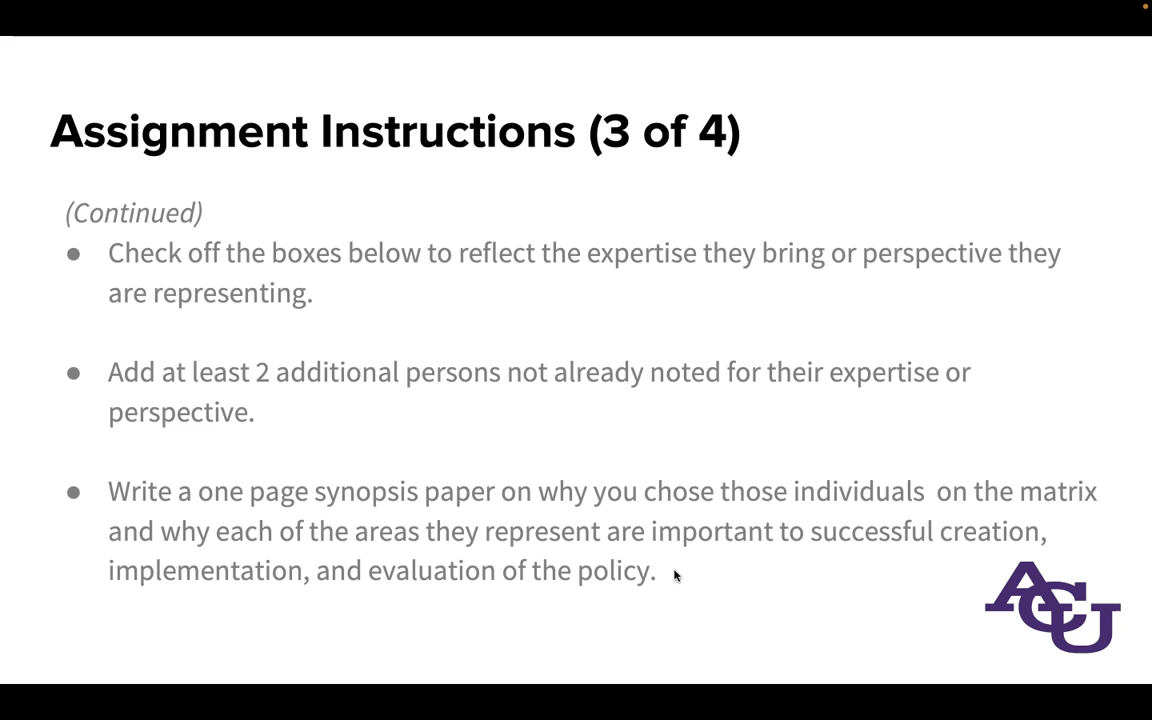 Assignment Instructions (3 of 4)
(Continued)
● Check off the boxes below to reflect the expertise they bring or perspective they
are representing.
● Add at least 2 additional persons not already noted for their expertise or
perspective.
● Write a one page synopsis paper on why you chose those individuals  on the matrix
and why each of the areas they represent are important to successful creation,
implementation, and evaluation of the policy.
ACU